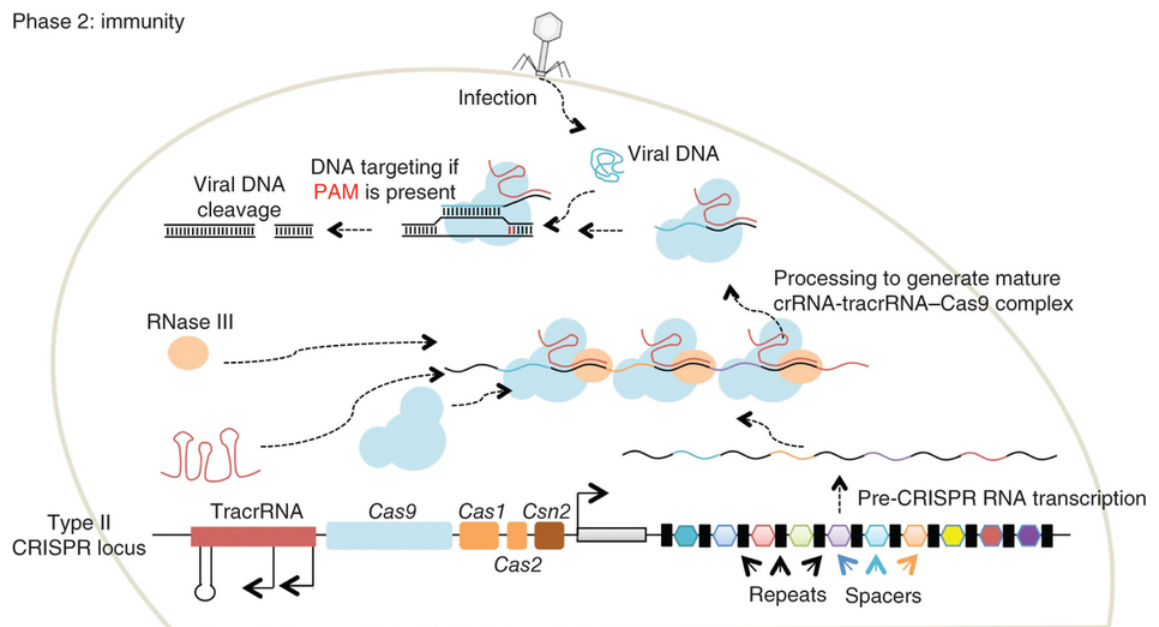 Phase 2: immunity
Infection
Viral DNA
DNA targeting if
PAM is present
Viral DNA
cleavage
Processing to generate mature
crRNA-tracrRNA–Cas9 complex
RNase III
Pre-CRISPR RNA transcription
Type II
CRISPR locus
TracrRNA
Cas9
Cas1
Csn2
Cas2
Repeats
Spacers